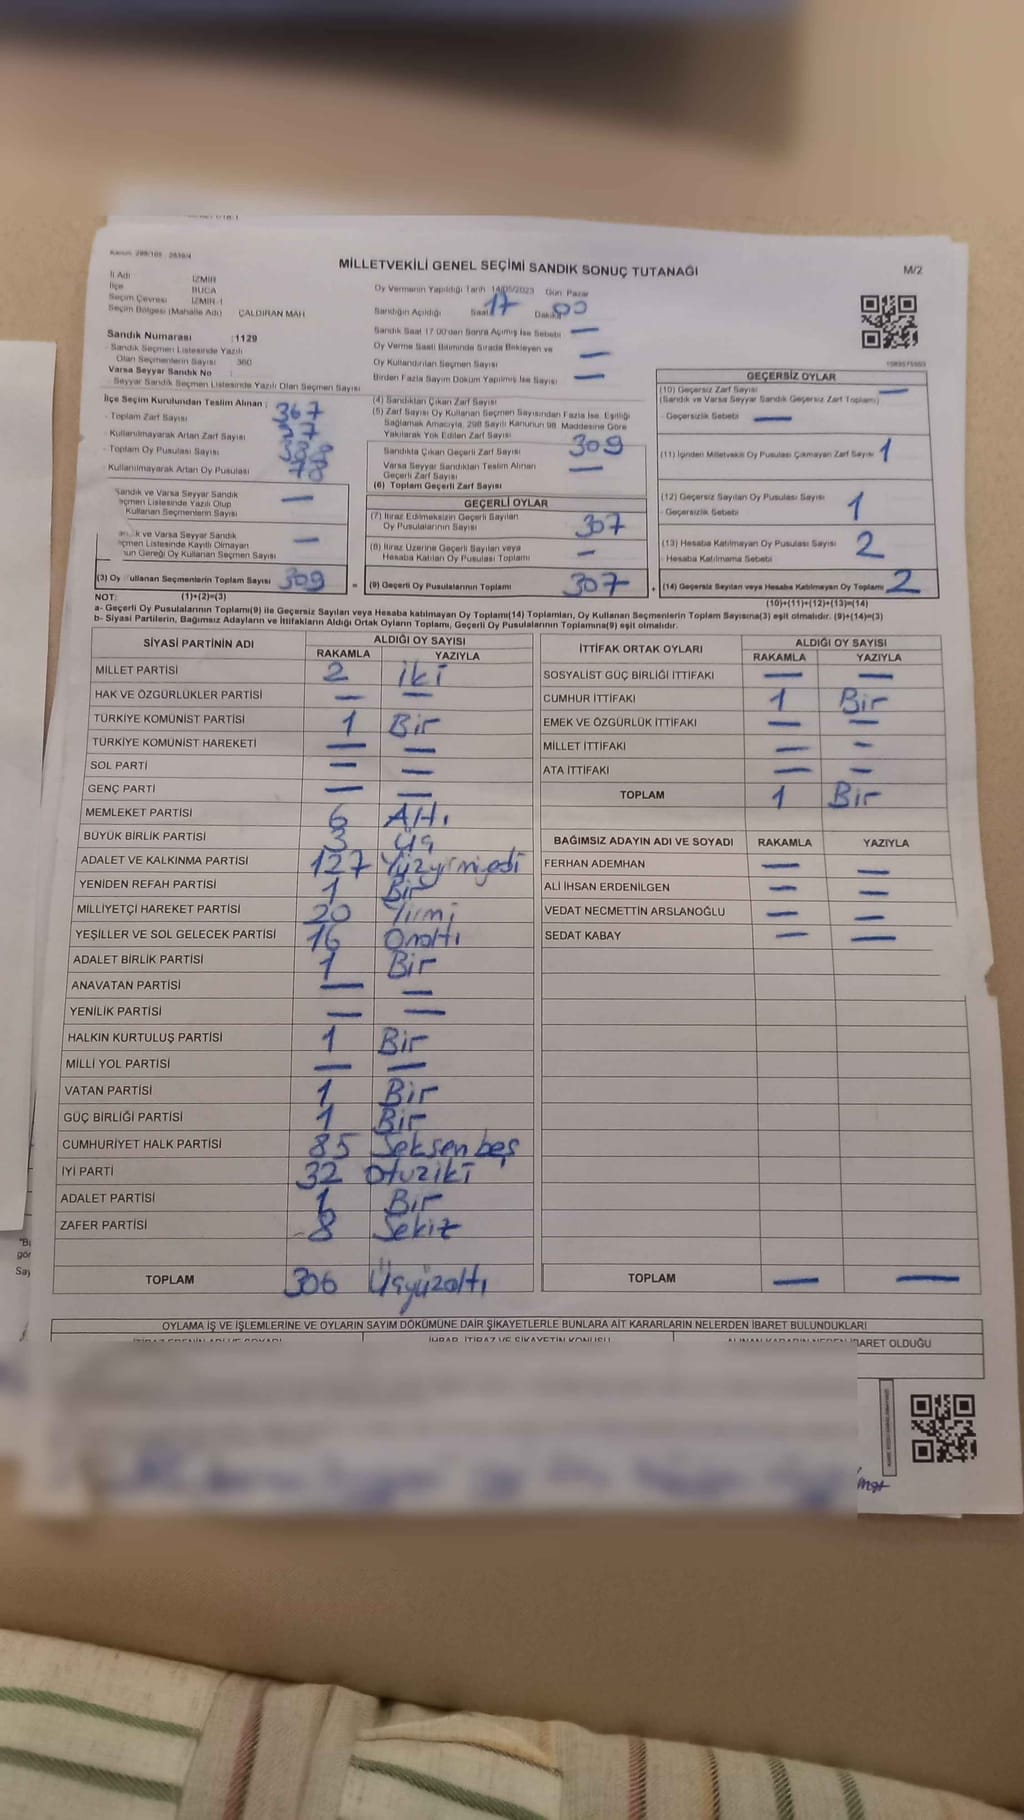 MİLLETVEKİLİ GENEL SEÇİMİ SANDIK SONUÇ TUTANAĞI
M/2
İl Adı İZMİR
İlçe BUCA
Seçim Çevresi İZMİR-1
Seçim Bölgesi (Mahalle Adı) ÇALDIRAN MAH
Oy Vermenin Yapıldığı Tarih 14/05/2023 Gün Pazar
Sandığın Açıldığı Saat 17 Dakika 00
Sandık Saat 17 00'dan Sonra Açımış İse Sebebi —
Oy Verme Saati Bitiminde Sırada Bekleyen ve
Oy Kullandırılan Seçmen Sayısı —
Birden Fazla Sayım Döküm Yapılmış İse Sayısı —
Sandık Numarası :1129
Sandık Seçmen Listesinde Yazılı
Olan Seçmenlerin Sayısı 360
Varsa Seyyar Sandık No :
Seyyar Sandık Seçmen Listesinde Yazılı Olan Seçmen Sayısı
İlçe Seçim Kurulundan Teslim Alınan :
- Toplam Zarf Sayısı 367
- Kullanılmayarak Artan Zarf Sayısı
- Toplam Oy Pusulası Sayısı
- Kullanılmayarak Artan Oy Pusulası 78
Sandık ve Varsa Seyyar Sandık
çmen Listesinde Yazılı Olup
Kullanan Seçmenlerin Sayısı —
k ve Varsa Seyyar Sandık
çmen Listesinde Kayıtlı Olmayan
un Gereği Oy Kullanan Seçmen Sayısı —
(3) Oy Kullanan Seçmenlerin Toplam Sayısı 309
(4) Sandıktan Çıkan Zarf Sayısı
(5) Zarf Sayısı Oy Kullanan Seçmen Sayısından Fazla İse, Eşitliği
Sağlamak Amacıyla, 298 Sayılı Kanunun 98. Maddesine Göre
Yakılarak Yok Edilen Zarf Sayısı
Sandıkta Çıkan Geçerli Zarf Sayısı 309
Varsa Seyyar Sandıktan Teslim Alınan
Geçerli Zarf Sayısı —
(6) Toplam Geçerli Zarf Sayısı
GEÇERLİ OYLAR
(7) İtiraz Edilmeksizin Geçerli Sayılan
Oy Pusulalarının Sayısı 307
(8) İtiraz Üzerine Geçerli Sayılan veya
Hesaba Katılan Oy Pusulası Toplamı —
= (9) Geçerli Oy Pusulalarının Toplamı 307 +
GEÇERSİZ OYLAR
(10) Geçersiz Zarf Sayısı —
(Sandık ve Varsa Seyyar Sandık Geçersiz Zarf Toplamı)
- Geçersizlik Sebebi —
(11) İçinden Milletvekili Oy Pusulası Çıkmayan Zarf Sayısı 1
(12) Geçersiz Sayılan Oy Pusulası Sayısı
- Geçersizlik Sebebi 1
(13) Hesaba Katılmayan Oy Pusulası Sayısı 2
- Hesaba Katılmama Sebebi
(14) Geçersiz Sayılan veya Hesaba Katılmayan Oy Toplamı 2
NOT: (1)+(2)=(3) (10)+(11)+(12)+(13)=(14)
a- Geçerli Oy Pusulalarının Toplamı(9) ile Geçersiz Sayılan veya Hesaba katılmayan Oy Toplamı(14) Toplamları, Oy Kullanan Seçmenlerin Toplam Sayısına(3) eşit olmalıdır. (9)+(14)=(3)
b- Siyasi Partilerin, Bağımsız Adayların ve İttifakların Aldığı Ortak Oyların Toplamı, Geçerli Oy Pusulalarının Toplamına(9) eşit olmalıdır.
SİYASİ PARTİNİN ADI ALDIĞI OY SAYISI
RAKAMLA YAZIYLA
MİLLET PARTİSİ 2 iki
HAK VE ÖZGÜRLÜKLER PARTİSİ — —
TÜRKİYE KOMÜNİST PARTİSİ 1 Bir
TÜRKİYE KOMÜNİST HAREKETİ — —
SOL PARTİ — —
GENÇ PARTİ — —
MEMLEKET PARTİSİ 6 Altı
BÜYÜK BİRLİK PARTİSİ 3 Üç
ADALET VE KALKINMA PARTİSİ 127 Yüzyirmiyedi
YENİDEN REFAH PARTİSİ 1 Bir
MİLLİYETÇİ HAREKET PARTİSİ 20 Yirmi
YEŞİLLER VE SOL GELECEK PARTİSİ 16 Onaltı
ADALET BİRLİK PARTİSİ 1 Bir
ANAVATAN PARTİSİ — —
YENİLİK PARTİSİ — —
HALKIN KURTULUŞ PARTİSİ 1 Bir
MİLLİ YOL PARTİSİ — —
VATAN PARTİSİ 1 Bir
GÜÇ BİRLİĞİ PARTİSİ 1 Bir
CUMHURİYET HALK PARTİSİ 85 Seksen beş
İYİ PARTİ 32 Otuziki
ADALET PARTİSİ 1 Bir
ZAFER PARTİSİ 8 Sekiz
TOPLAM 306 Üçyüzaltı
İTTİFAK ORTAK OYLARI ALDIĞI OY SAYISI
RAKAMLA YAZIYLA
SOSYALİST GÜÇ BİRLİĞİ İTTİFAKI — —
CUMHUR İTTİFAKI 1 Bir
EMEK VE ÖZGÜRLÜK İTTİFAKI — —
MİLLET İTTİFAKI — —
ATA İTTİFAKI — —
TOPLAM 1 Bir
BAĞIMSIZ ADAYIN ADI VE SOYADI RAKAMLA YAZIYLA
FERHAN ADEMHAN — —
ALİ İHSAN ERDENİLGEN — —
VEDAT NECMETTİN ARSLANOĞLU — —
SEDAT KABAY — —
TOPLAM — —
OYLAMA İŞ VE İŞLEMLERİNE VE OYLARIN SAYIM DÖKÜMÜNE DAİR ŞİKAYETLERLE BUNLARA AİT KARARLARIN NELERDEN İBARET BULUNDUKLARI
İBARET OLDUĞU